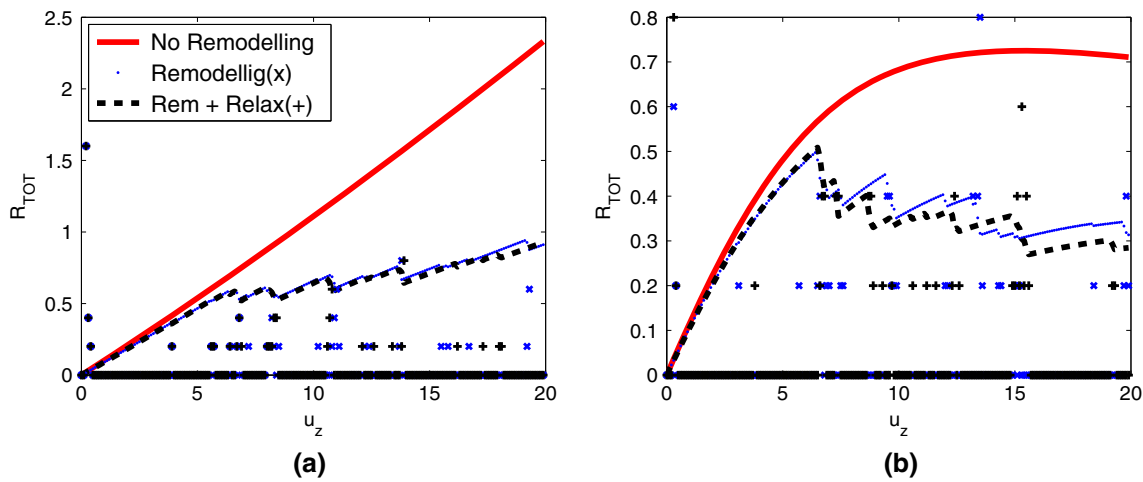 2.5
2
1.5
1
0.5
0
No Remodelling
Remodellig(x)
Rem + Relax(+)
R_TOT
0 5 10 15 20
u_z
(a)
0.8
0.7
0.6
0.5
0.4
0.3
0.2
0.1
0
R_TOT
0 5 10 15 20
u_z
(b)